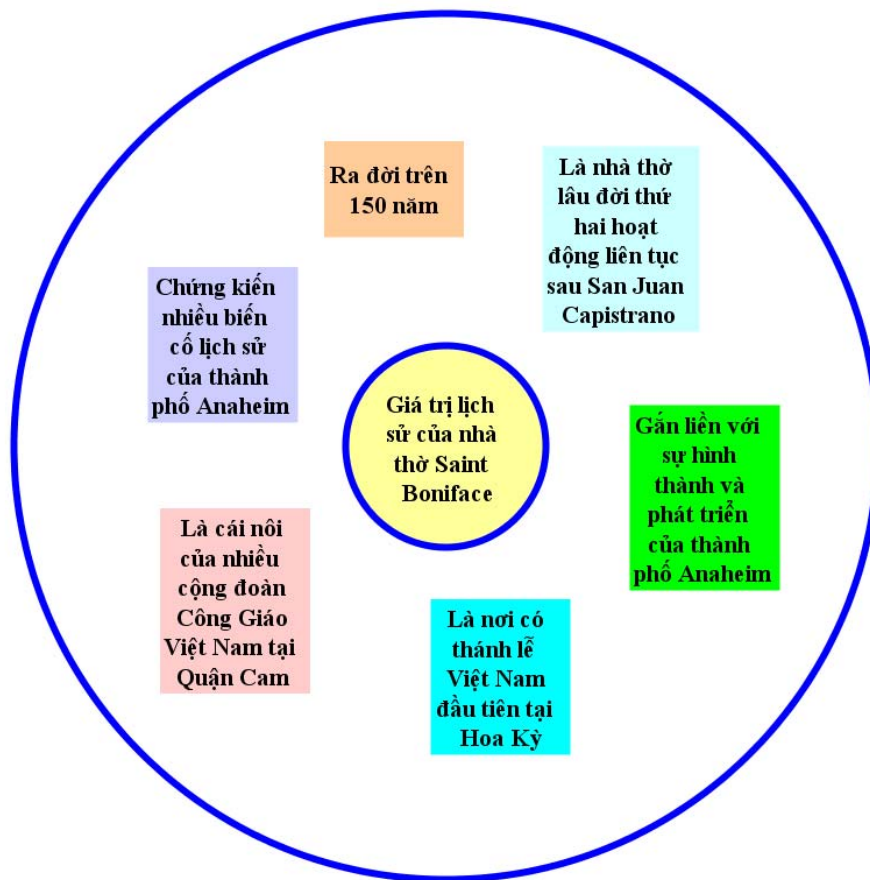 Ra đời trên
150 năm
Là nhà thờ
lâu đời thứ
hai hoạt
động liên tục
sau San Juan
Capistrano
Chứng kiến
nhiều biến
cố lịch sử
của thành
phố Anaheim
Giá trị lịch
sử của nhà
thờ Saint
Boniface
Gắn liền với
sự hình
thành và
phát triển
của thành
phố Anaheim
Là cái nôi
của nhiều
cộng đoàn
Công Giáo
Việt Nam tại
Quận Cam
Là nơi có
thánh lễ
Việt Nam
đầu tiên tại
Hoa Kỳ